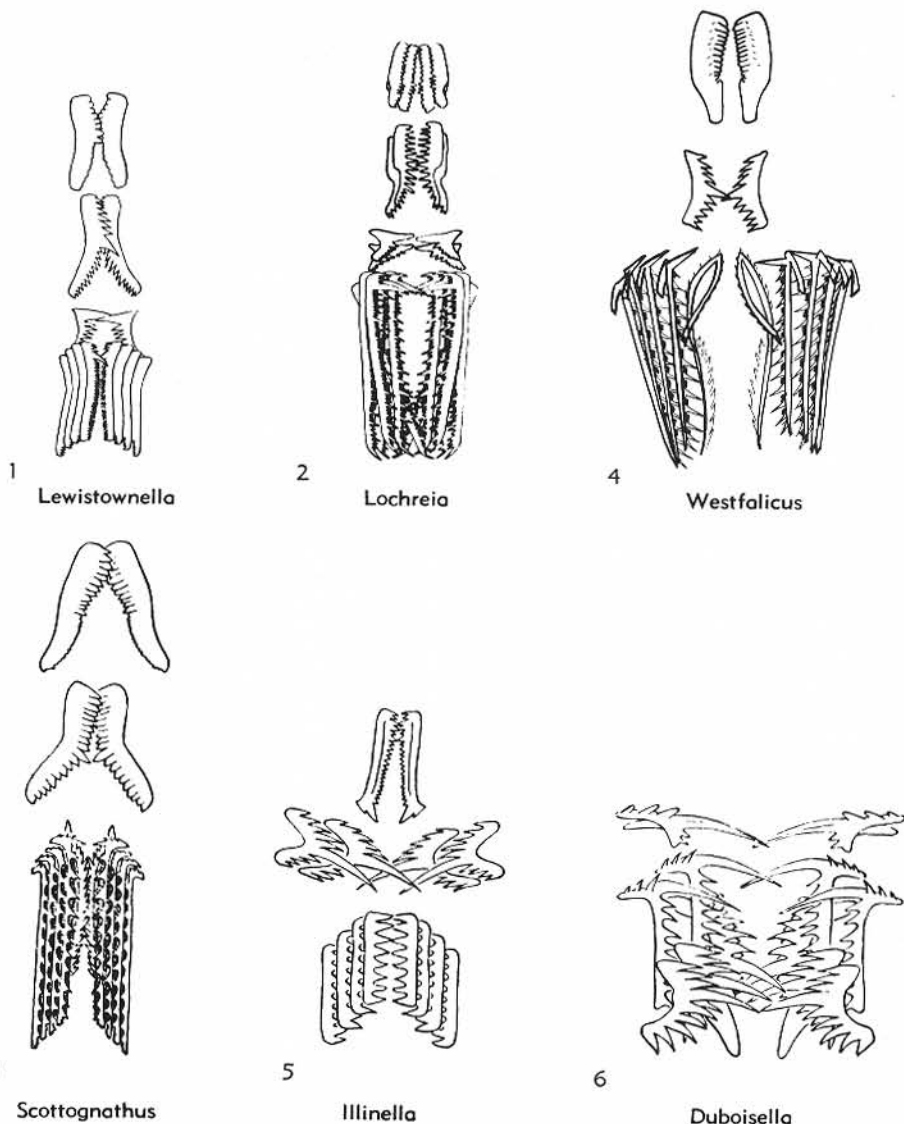 1
Lewistownella
2
Lochreia
4
Westfalicus
Scottognathus
5
Illinella
6
Duboisella